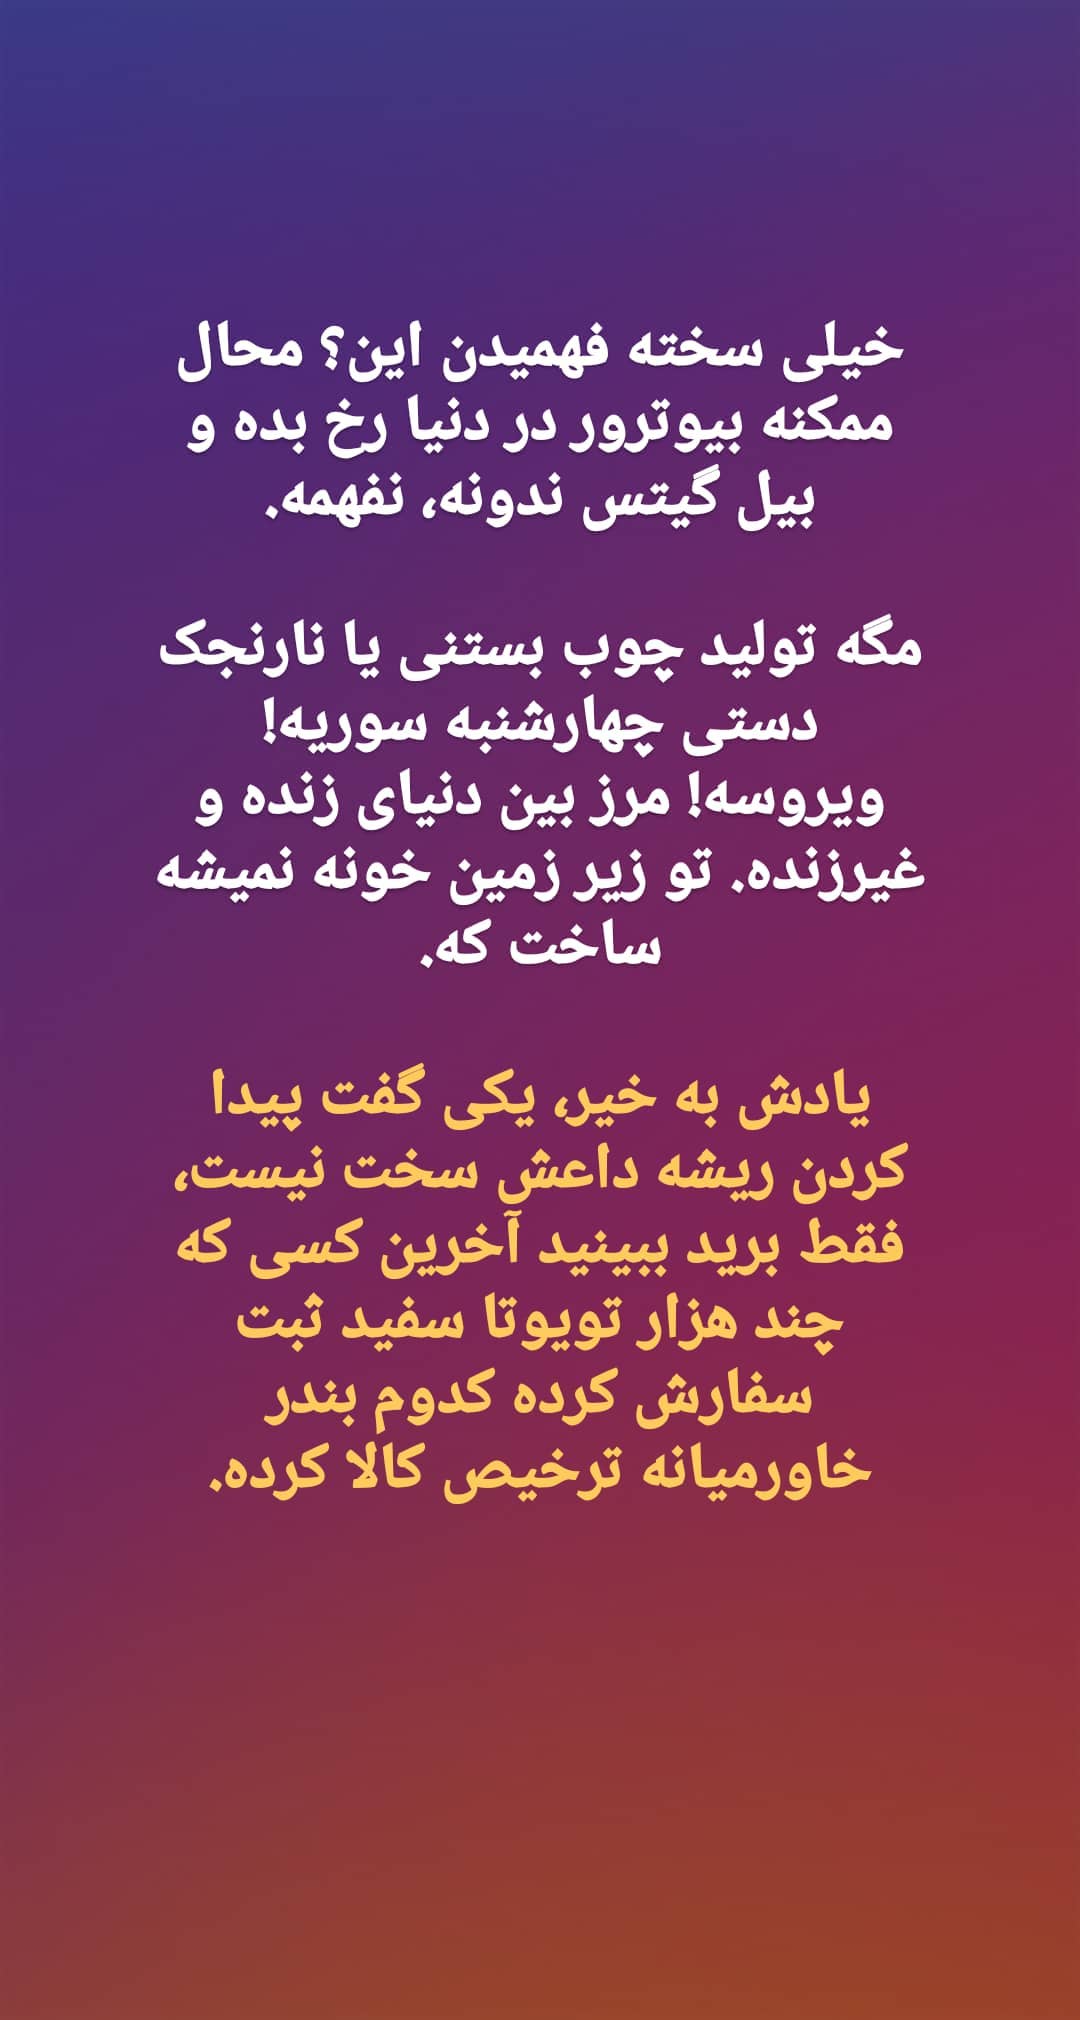 خیلی سخته فهمیدن این؟ محال
ممکنه بیوترور در دنیا رخ بده و
بیل گیتس ندونه، نفهمه.
مگه تولید چوب بستنی یا نارنجک
دستی چهارشنبه سوریه!
ویروسه! مرز بین دنیای زنده و
غیرزنده. تو زیر زمین خونه نمیشه
ساخت که.
یادش به خیر، یکی گفت پیدا
کردن ریشه داعش سخت نیست،
فقط برید ببینید آخرین کسی که
چند هزار تویوتا سفید ثبت
سفارش کرده کدوم بندر
خاورمیانه ترخیص کالا کرده.